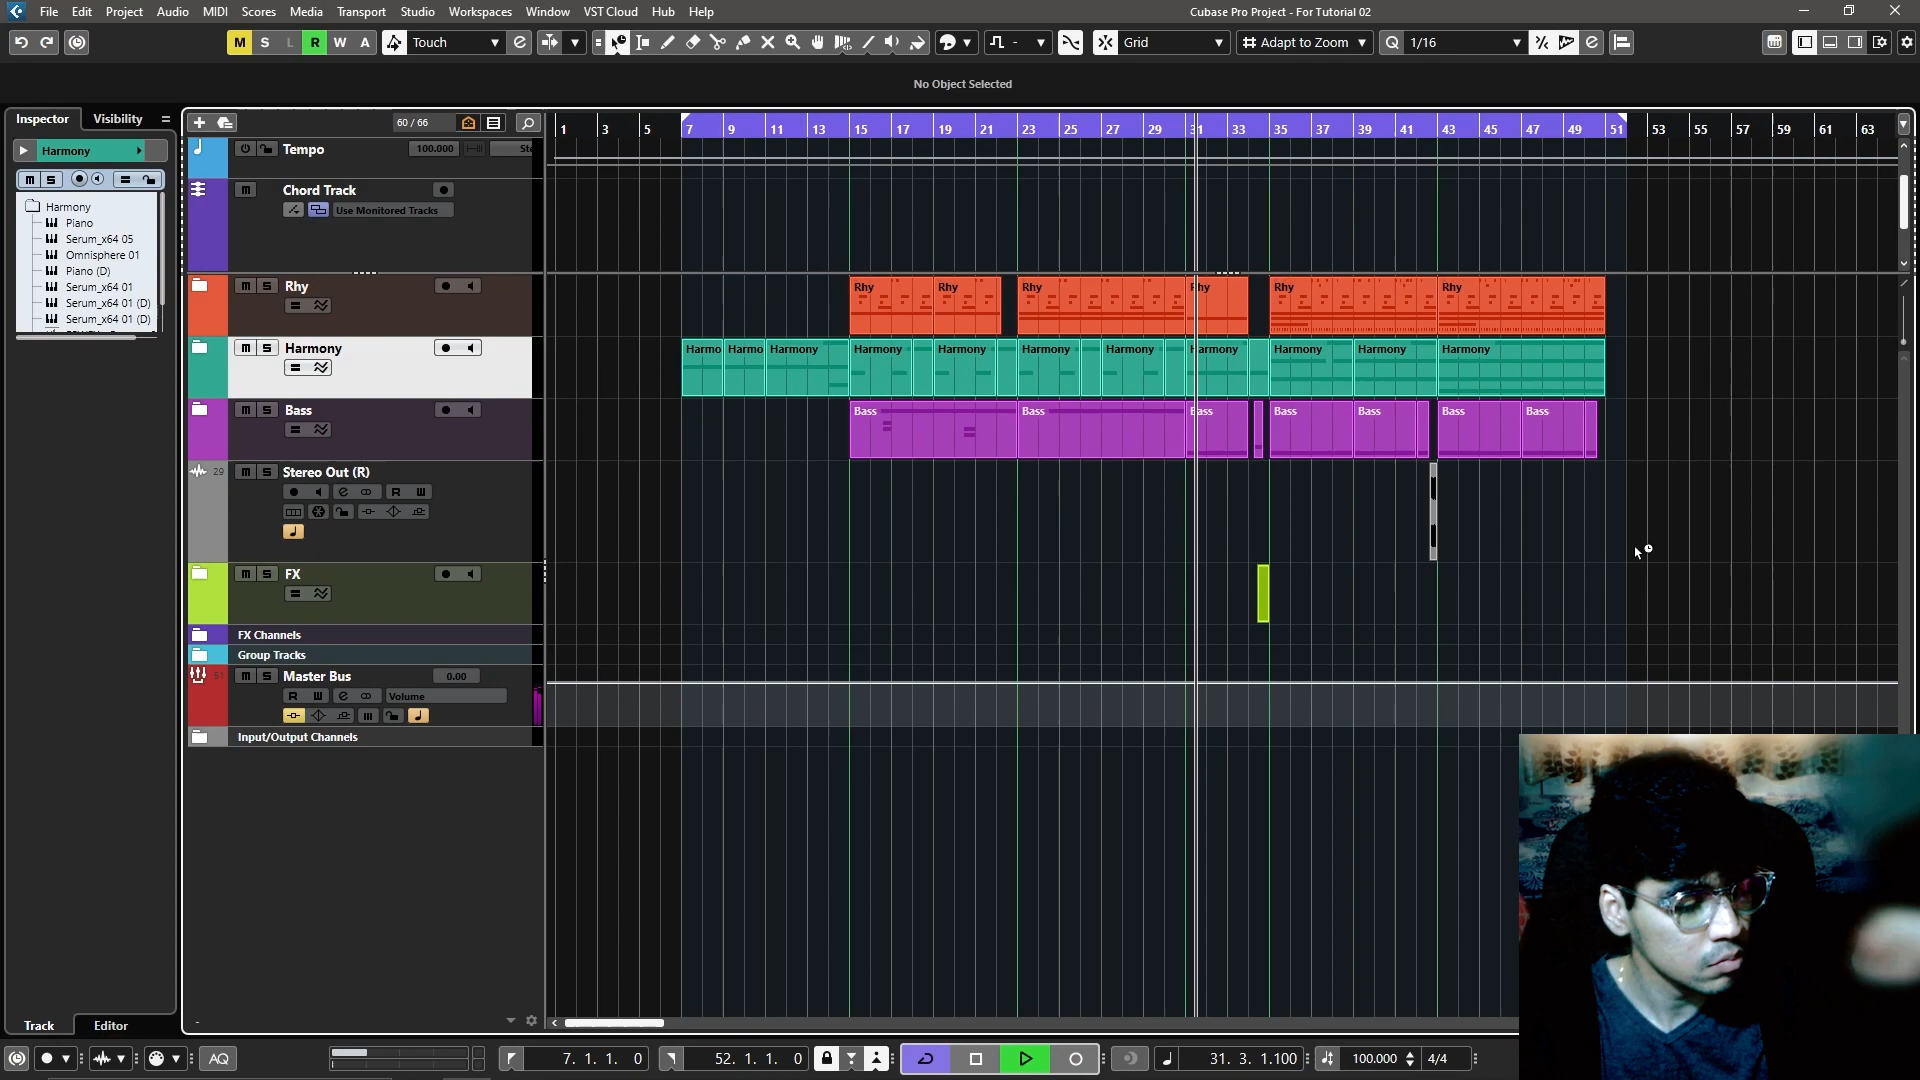 File Edit Project Audio MIDI Scores Media Transport Studio Workspaces Window VST Cloud Hub Help
Cubase Pro Project - For Tutorial 02
M S L R W A Touch
Grid
Adapt to Zoom
Q 1/16
No Object Selected
Inspector Visibility
60 / 66
1 3 5 7 9 11 13 15 17 19 21 23 25 27 29 31 33 35 37 39 41 43 45 47 49 51 53 55 57 59 61 63
Harmony
Tempo 100.000
m s
Harmony
Piano
Serum_x64 05
Omnisphere 01
Piano (D)
Serum_x64 01
Serum_x64 01 (D)
Serum_x64 01 (D)
m Chord Track
Use Monitored Tracks
m s Rhy
Rhy Rhy Rhy Rhy Rhy Rhy
m s Harmony
Harmo Harmo Harmony Harmony Harmony Harmony Harmony Harmony Harmony Harmony Harmony
m s Bass
Bass Bass Bass Bass Bass Bass Bass
29 m s Stereo Out (R)
R W
m s FX
FX Channels
Group Tracks
51 m s Master Bus 0.00
R W Volume
Input/Output Channels
Track Editor
AQ
7. 1. 1. 0
52. 1. 1. 0
31. 3. 1.100
100.000
4/4